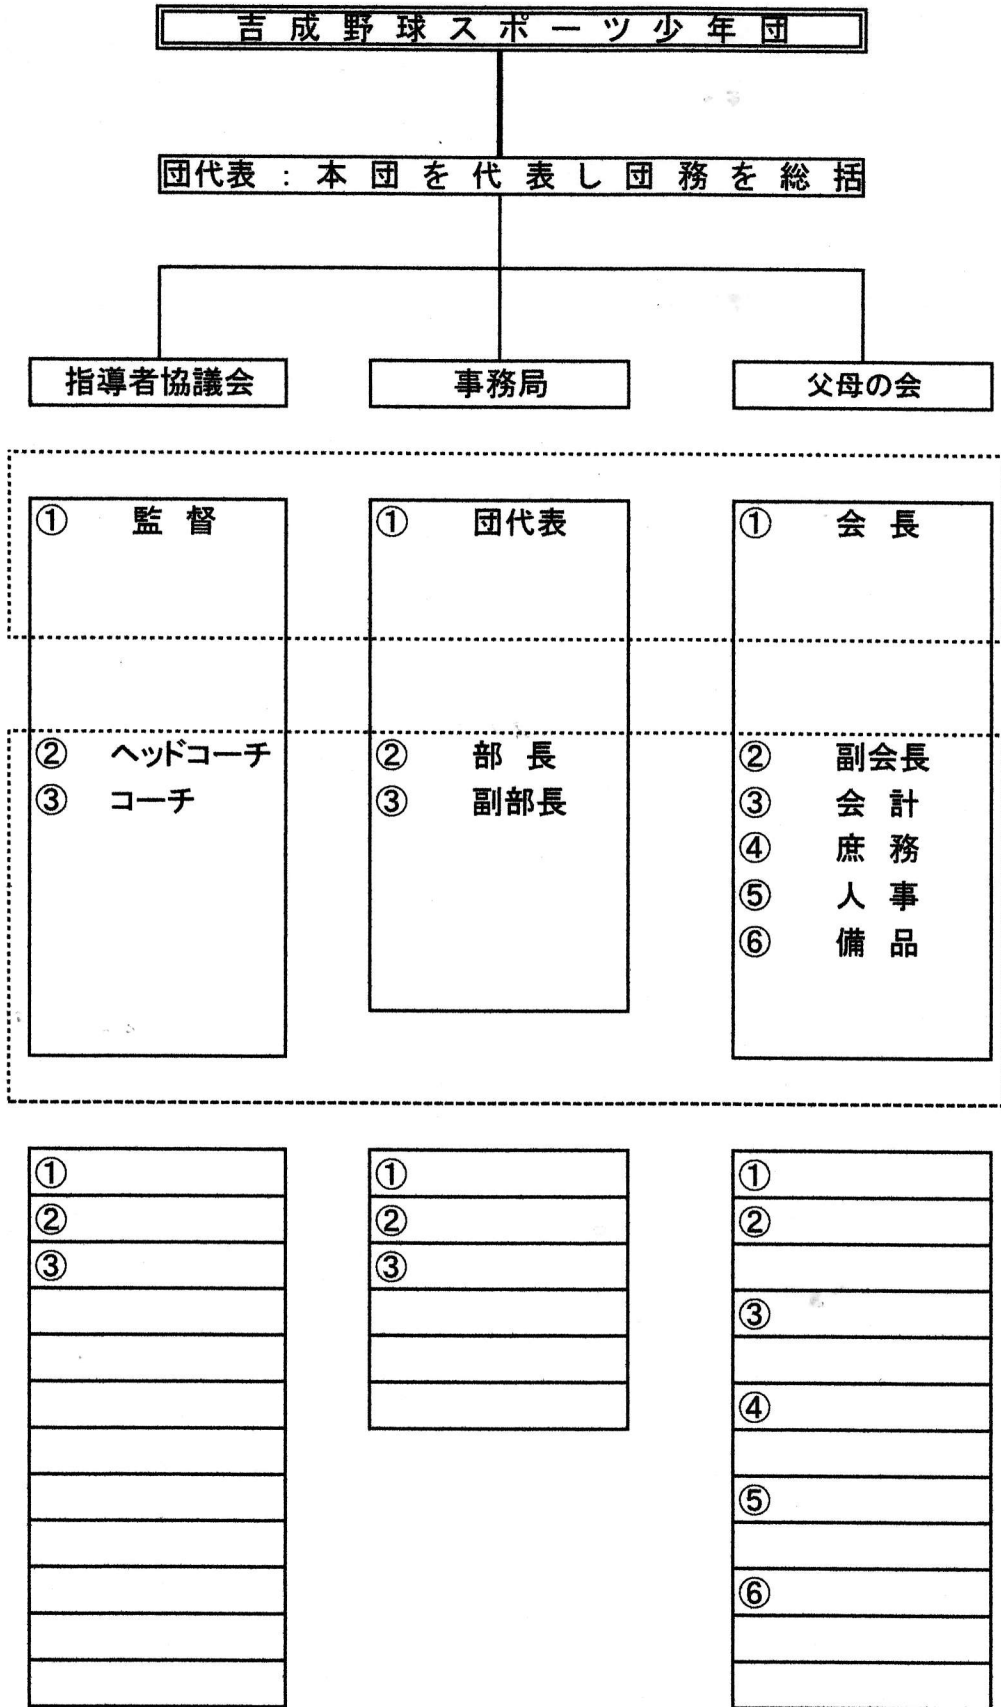 吉成野球スポーツ少年団
団代表：本団を代表し団務を総括
指導者協議会
事務局
父母の会
① 監督
① 団代表
① 会長
② ヘッドコーチ
③ コーチ
② 部長
③ 副部長
② 副会長
③ 会計
④ 庶務
⑤ 人事
⑥ 備品
①
②
③
①
②
③
①
②
③
④
⑤
⑥